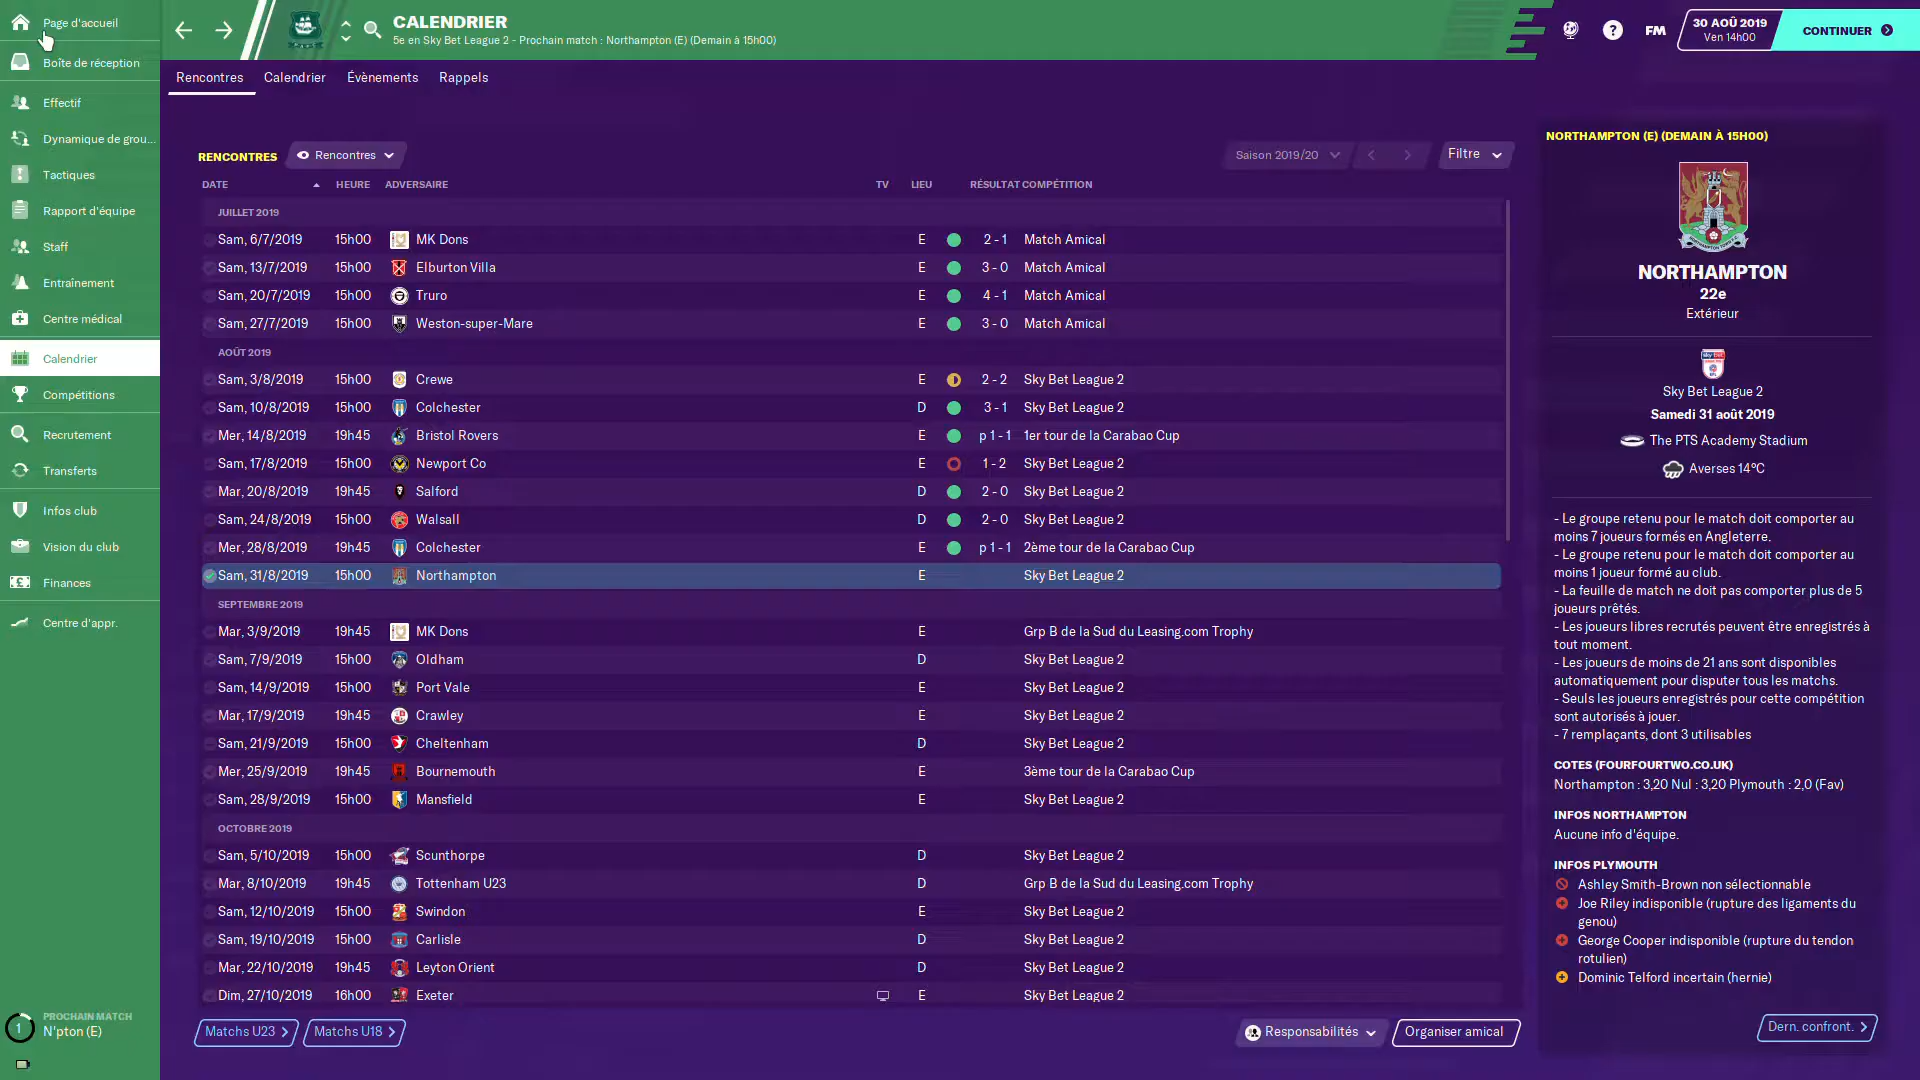 Page d'accueil
Boîte de réception
Effectif
Dynamique de grou...
Tactiques
Rapport d'équipe
Staff
Entraînement
Centre médical
Calendrier
Compétitions
Recrutement
Transferts
Infos club
Vision du club
Finances
Centre d'appr.
1 PROCHAIN MATCH
N'pton (E)
CALENDRIER
5e en Sky Bet League 2 - Prochain match : Northampton (E) (Demain à 15h00)
FM
30 AOÛ 2019
Ven 14h00
CONTINUER
Rencontres Calendrier Évènements Rappels
RENCONTRES Rencontres Saison 2019/20 Filtre
DATE HEURE ADVERSAIRE TV LIEU RÉSULTAT COMPÉTITION
JUILLET 2019
Sam, 6/7/2019 15h00 MK Dons E 2 - 1 Match Amical
Sam, 13/7/2019 15h00 Elburton Villa E 3 - 0 Match Amical
Sam, 20/7/2019 15h00 Truro E 4 - 1 Match Amical
Sam, 27/7/2019 15h00 Weston-super-Mare E 3 - 0 Match Amical
AOÛT 2019
Sam, 3/8/2019 15h00 Crewe E 2 - 2 Sky Bet League 2
Sam, 10/8/2019 15h00 Colchester D 3 - 1 Sky Bet League 2
Mer, 14/8/2019 19h45 Bristol Rovers E p 1 - 1 1er tour de la Carabao Cup
Sam, 17/8/2019 15h00 Newport Co E 1 - 2 Sky Bet League 2
Mar, 20/8/2019 19h45 Salford D 2 - 0 Sky Bet League 2
Sam, 24/8/2019 15h00 Walsall D 2 - 0 Sky Bet League 2
Mer, 28/8/2019 19h45 Colchester D p 1 - 1 2ème tour de la Carabao Cup
Sam, 31/8/2019 15h00 Northampton E Sky Bet League 2
SEPTEMBRE 2019
Mar, 3/9/2019 19h45 MK Dons E Grp B de la Sud du Leasing.com Trophy
Sam, 7/9/2019 15h00 Oldham D Sky Bet League 2
Sam, 14/9/2019 15h00 Port Vale E Sky Bet League 2
Mar, 17/9/2019 19h45 Crawley E Sky Bet League 2
Sam, 21/9/2019 15h00 Cheltenham D Sky Bet League 2
Mer, 25/9/2019 19h45 Bournemouth E 3ème tour de la Carabao Cup
Sam, 28/9/2019 15h00 Mansfield E Sky Bet League 2
OCTOBRE 2019
Sam, 5/10/2019 15h00 Scunthorpe D Sky Bet League 2
Mar, 8/10/2019 19h45 Tottenham U23 D Grp B de la Sud du Leasing.com Trophy
Sam, 12/10/2019 15h00 Swindon E Sky Bet League 2
Sam, 19/10/2019 15h00 Carlisle D Sky Bet League 2
Mar, 22/10/2019 19h45 Leyton Orient D Sky Bet League 2
Dim, 27/10/2019 16h00 Exeter E Sky Bet League 2
Matchs U23 Matchs U18 Responsabilités Organiser amical
NORTHAMPTON (E) (DEMAIN À 15H00)
NORTHAMPTON
22e
Extérieur
Sky Bet League 2
Samedi 31 août 2019
The PTS Academy Stadium
Averses 14°C
- Le groupe retenu pour le match doit comporter au
moins 7 joueurs formés en Angleterre.
- Le groupe retenu pour le match doit comporter au
moins 1 joueur formé au club.
- La feuille de match ne doit pas comporter plus de 5
joueurs prêtés.
- Les joueurs libres recrutés peuvent être enregistrés à
tout moment.
- Les joueurs de moins de 21 ans sont disponibles
automatiquement pour disputer tous les matchs.
- Seuls les joueurs enregistrés pour cette compétition
sont autorisés à jouer.
- 7 remplaçants, dont 3 utilisables
COTES (FOURFOURTWO.CO.UK)
Northampton : 3,20 Nul : 3,20 Plymouth : 2,0 (Fav)
INFOS NORTHAMPTON
Aucune info d'équipe.
INFOS PLYMOUTH
Ashley Smith-Brown non sélectionnable
Joe Riley indisponible (rupture des ligaments du
genou)
George Cooper indisponible (rupture du tendon
rotulien)
Dominic Telford incertain (hernie)
Dern. confront.